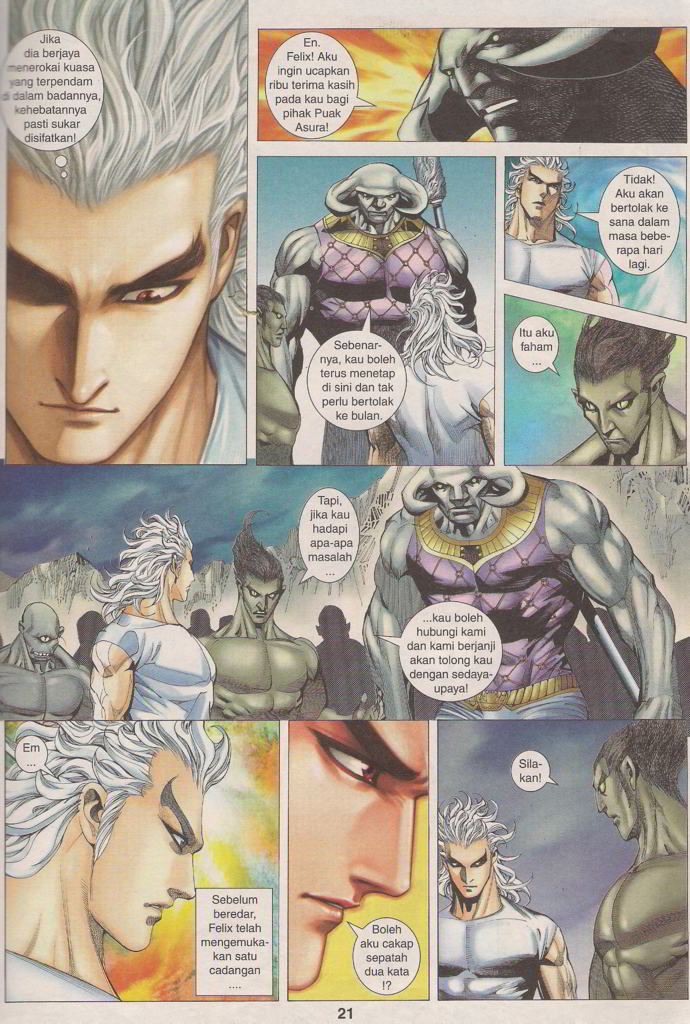 Jika
dia berjaya
menerokai kuasa
yang terpendam
di dalam badannya,
kehebatannya
pasti sukar
disifatkan!
En.
Felix! Aku
ingin ucapkan
ribu terima kasih
pada kau bagi
pihak Puak
Asura!
Sebenar-
nya, kau boleh
terus menetap
di sini dan tak
perlu bertolak
ke bulan.
Tidak!
Aku akan
bertolak ke
sana dalam
masa bebe-
rapa hari
lagi.
Itu aku
faham
...
Tapi,
jika kau
hadapi
apa-apa
masalah
...
...kau boleh
hubungi kami
dan kami berjanji
akan tolong kau
dengan sedaya-
upaya!
Em
...
Sebelum
beredar,
Felix telah
mengemuka-
kan satu
cadangan
....
Boleh
aku cakap
sepatah
dua kata
!?
Sila-
kan!
21